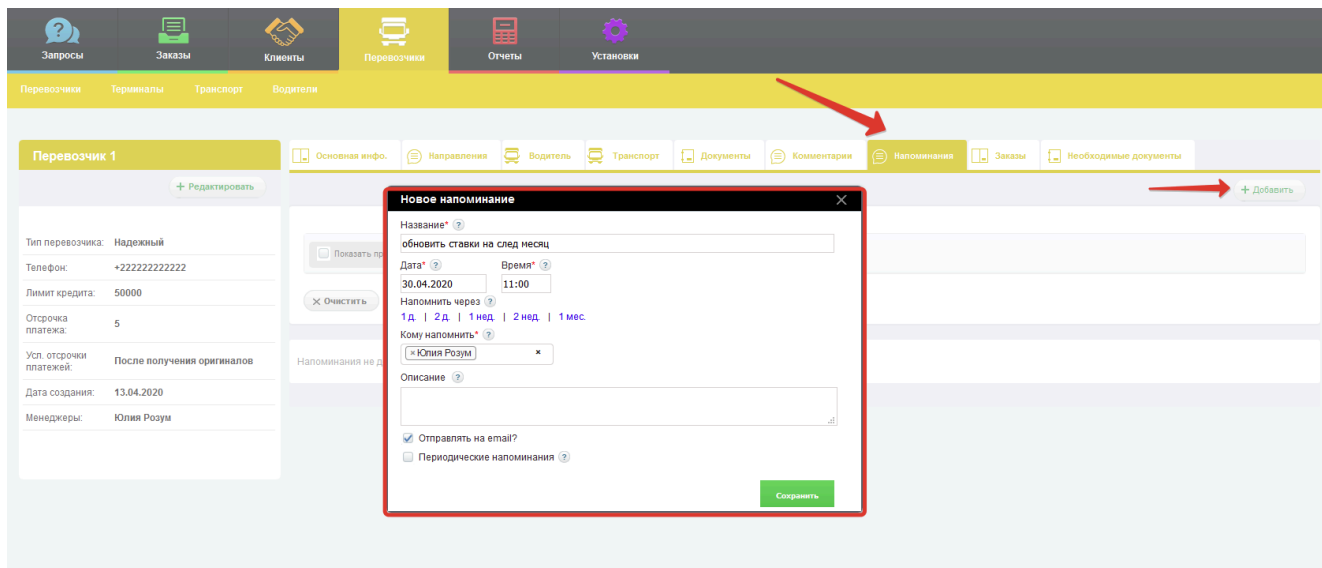 Запросы Заказы Клиенты Перевозчики Отчеты Установки
Перевозчики Терминалы Транспорт Водители
Перевозчик 1
+ Редактировать
Тип перевозчика: Надежный
Телефон: +222222222222
Лимит кредита: 50000
Отсрочка
платежа: 5
Усл. отсрочки
платежей: После получения оригиналов
Дата создания: 13.04.2020
Менеджеры: Юлия Розум
Основная инфо. Направления Водитель Транспорт Документы Комментарии Напоминания Заказы Необходимые документы
+ Добавить
Показать пр
× Очистить
Напоминания не д
Новое напоминание ×
Название* ?
обновить ставки на след месяц
Дата* ? Время* ?
30.04.2020 11:00
Напомнить через ?
1 д. | 2 д. | 1 нед. | 2 нед. | 1 мес.
Кому напомнить* ?
× Юлия Розум ×
Описание ?
Отправлять на email?
Периодические напоминания ?
Сохранить